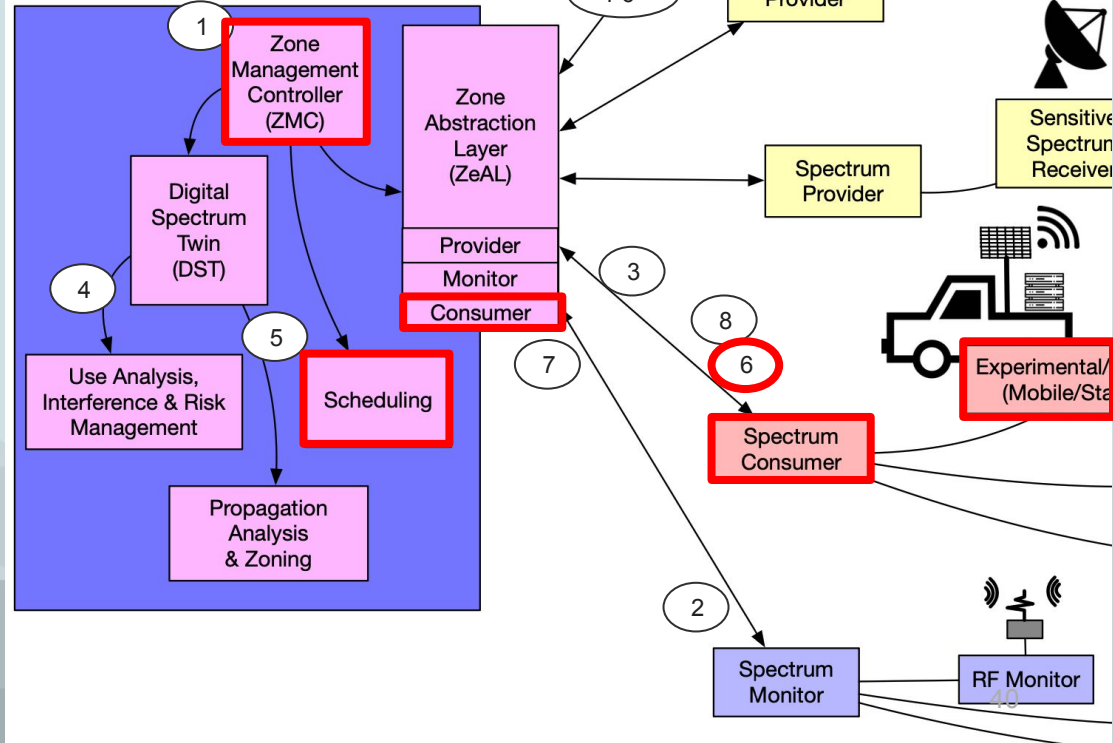 Provider
1
Zone
Management
Controller
(ZMC)
Zone
Abstraction
Layer
(ZeAL)
Sensitive
Spectrum
Receiver
Digital
Spectrum
Twin
(DST)
Spectrum
Provider
Provider
Monitor
Consumer
3
4
5
8
7
6
Use Analysis,
Interference & Risk
Management
Scheduling
Experimental/
(Mobile/Sta
Spectrum
Consumer
Propagation
Analysis
& Zoning
2
Spectrum
Monitor
RF Monitor
40